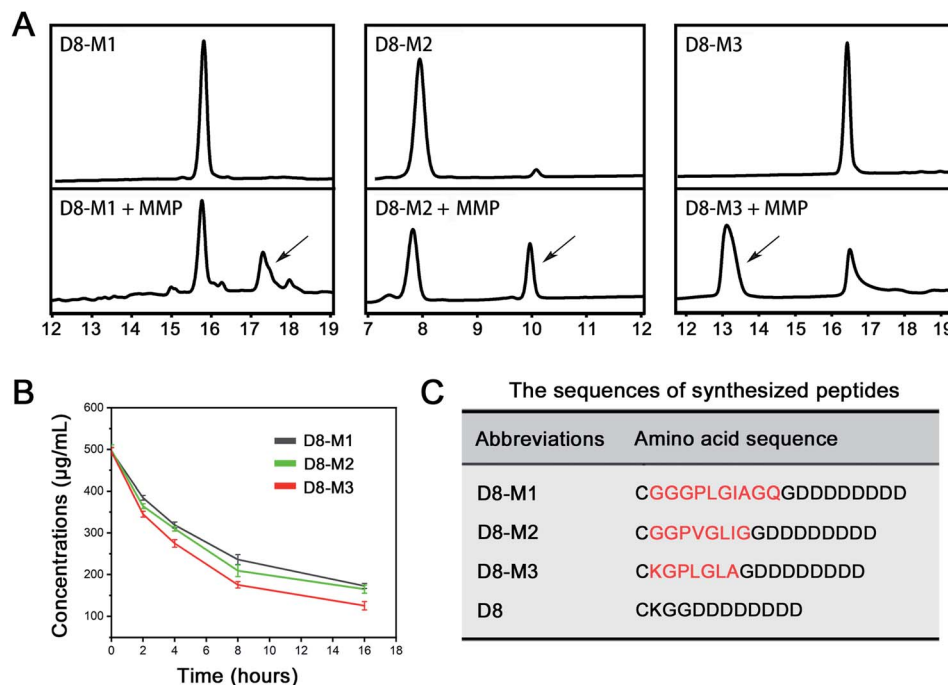 A
D8-M1
D8-M2
D8-M3
D8-M1 + MMP
D8-M2 + MMP
D8-M3 + MMP
12 13 14 15 16 17 18 19
7 8 9 10 11 12
12 13 14 15 16 17 18 19
B
600
500
400
300
200
100
Concentrations (µg/mL)
D8-M1
D8-M2
D8-M3
0 2 4 6 8 10 12 14 16 18
Time (hours)
C
The sequences of synthesized peptides
Abbreviations Amino acid sequence
D8-M1 CGGGPLGIAGQGDDDDDDDD
D8-M2 CGGPVGLIGGDDDDDDDD
D8-M3 CKGPLGLAGDDDDDDDD
D8 CKGGDDDDDDDD